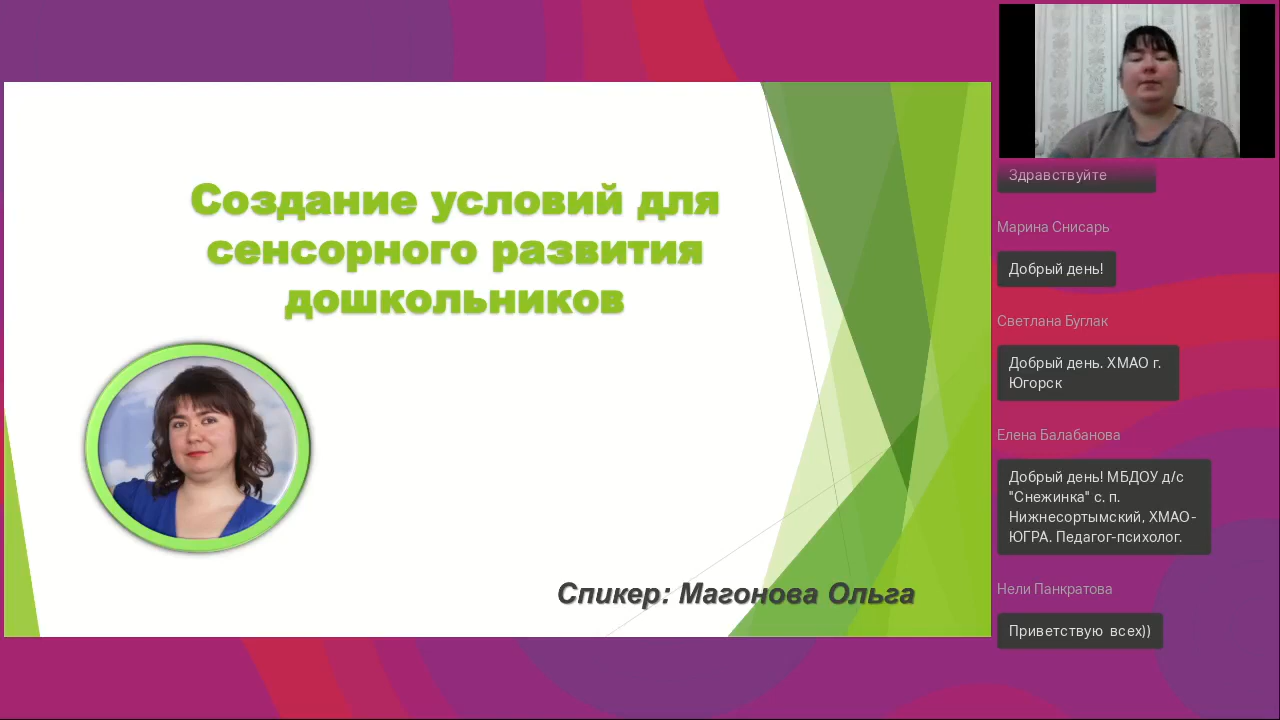 Создание условий для
сенсорного развития
дошкольников
Спикер: Магонова Ольга
Здравствуйте
Марина Снисарь
Добрый день!
Светлана Буглак
Добрый день. ХМАО г.
Югорск
Елена Балабанова
Добрый день! МБДОУ д/с
"Снежинка" с. п.
Нижнесортымский, ХМАО-
ЮГРА. Педагог-психолог.
Нели Панкратова
Приветствую всех))